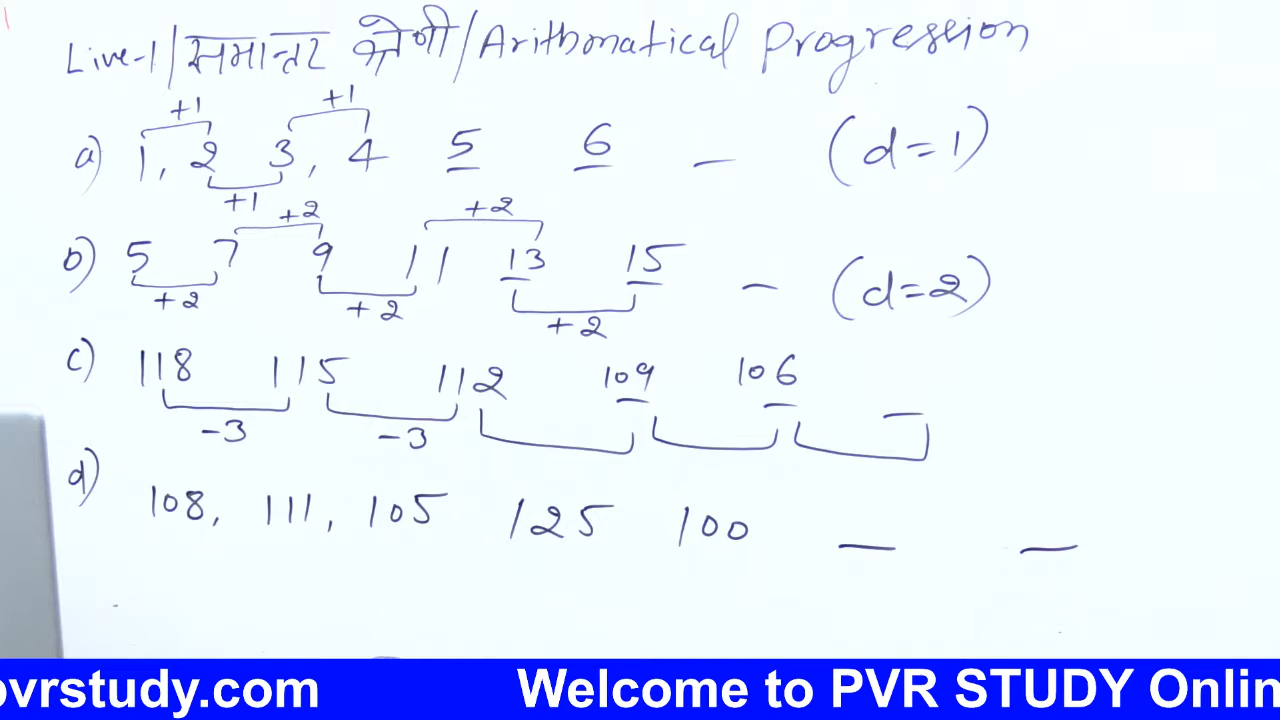 Live-1/समान्तर श्रेणी/Arithmatical Progression
+1 +1
a) 1, 2 3, 4 5 6 — (d=1)
+1 +2 +2
b) 5 7 9 11 13 15 — (d=2)
+2 +2 +2
c) 118 115 112 109 106 —
-3 -3
d) 108, 111, 105 125 100 — —
pvrstudy.com Welcome to PVR STUDY Onlin